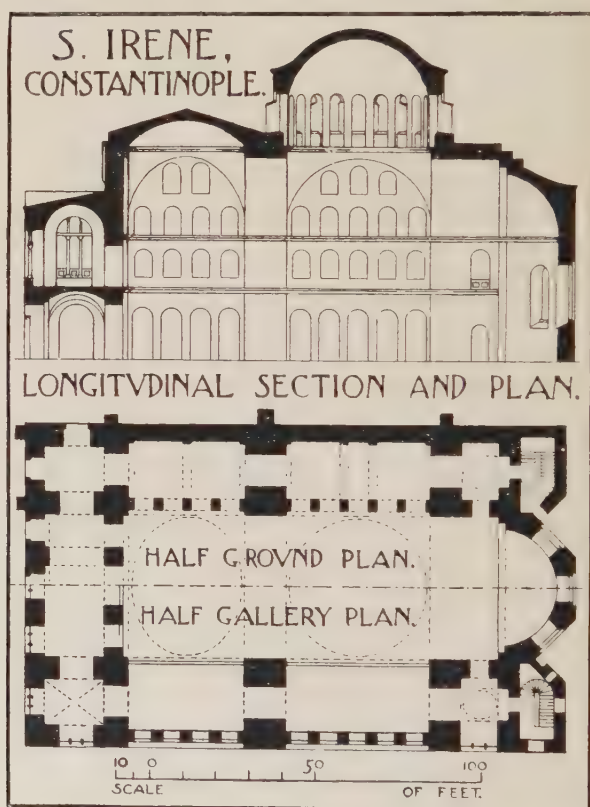 S. IRENE,
CONSTANTINOPLE.
LONGITVDINAL SECTION AND PLAN.
HALF GROVND PLAN.
HALF GALLERY PLAN.
10 0 50 100
SCALE OF FEET.